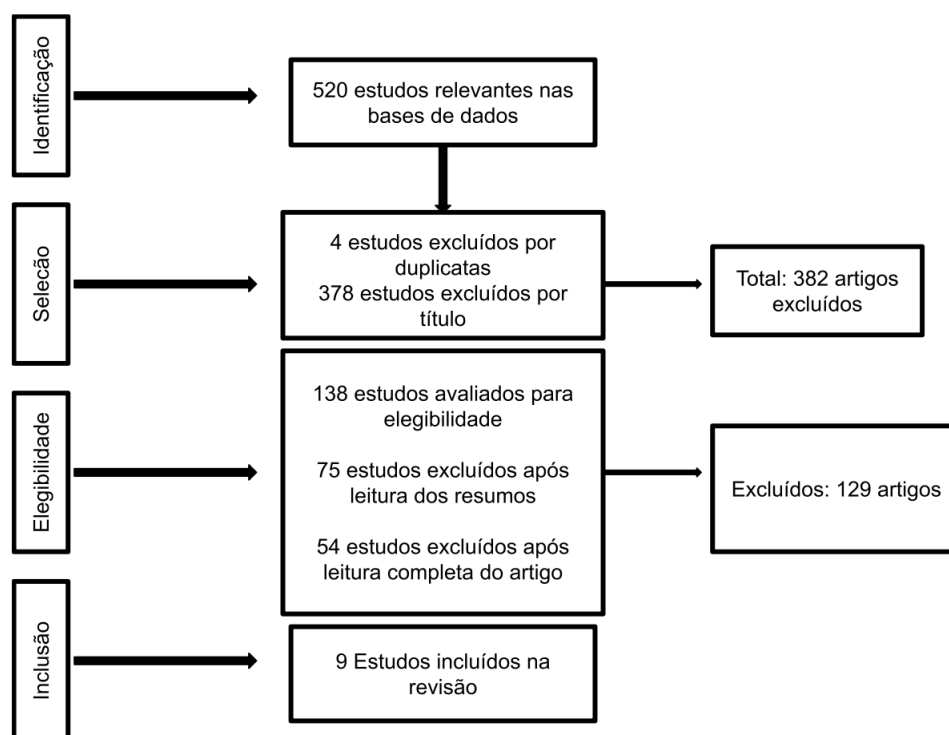 Identificação
520 estudos relevantes nas
bases de dados
Selecão
4 estudos excluídos por
duplicatas
378 estudos excluídos por
título
Total: 382 artigos
excluídos
Elegibilidade
138 estudos avaliados para
elegibilidade
75 estudos excluídos após
leitura dos resumos
54 estudos excluídos após
leitura completa do artigo
Excluídos: 129 artigos
Inclusão
9 Estudos incluídos na
revisão